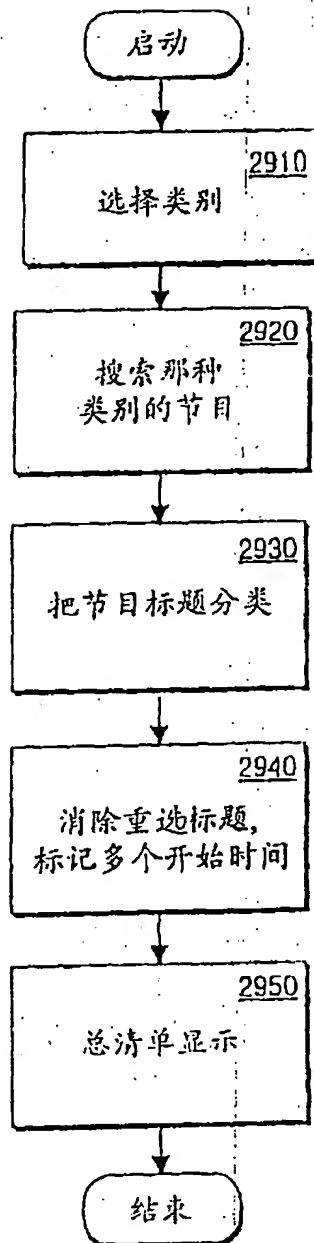 启动
2910
选择类别
2920
搜索那种
类别的节目
2930
把节目标题分类
2940
消除重选标题,
标记多个开始时间
2950
总清单显示
结束